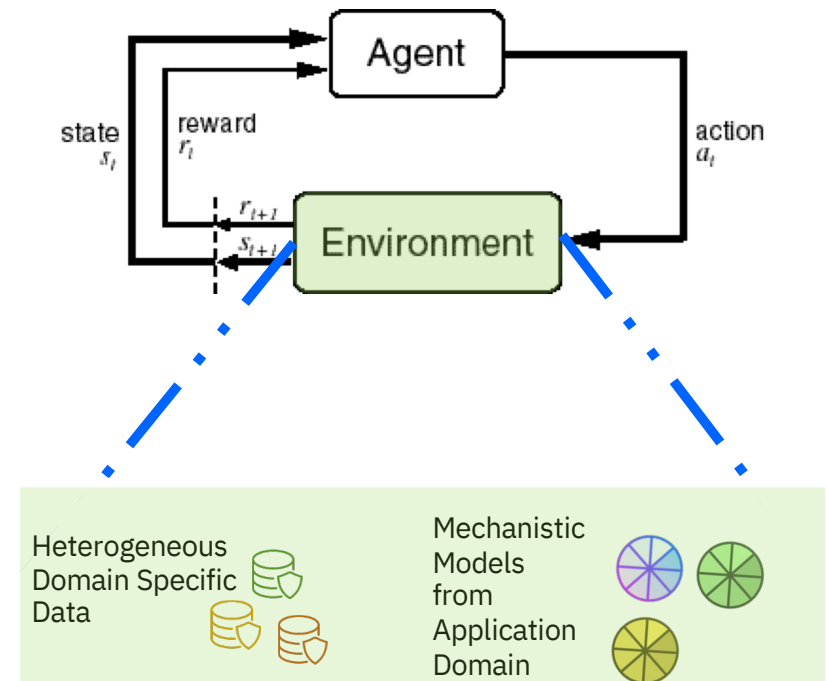 Agent
state
s_t
reward
r_t
action
a_t
r_{t+1}
s_{t+1}
Environment
Heterogeneous
Domain Specific
Data
Mechanistic
Models
from
Application
Domain